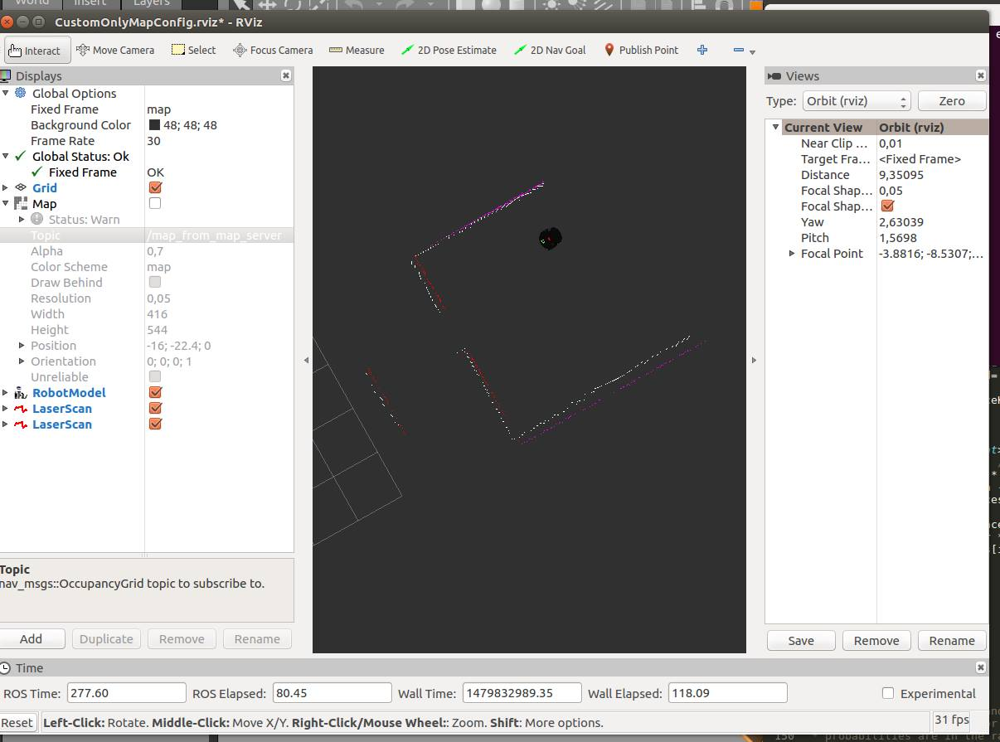 World Insert Layers
CustomOnlyMapConfig.rviz* - RViz
Interact Move Camera Select Focus Camera Measure 2D Pose Estimate 2D Nav Goal Publish Point
Displays
Global Options
Fixed Frame map
Background Color 48; 48; 48
Frame Rate 30
Global Status: Ok
Fixed Frame OK
Grid
Map
Status: Warn
Topic /map_from_map_server
Alpha 0,7
Color Scheme map
Draw Behind
Resolution 0,05
Width 416
Height 544
Position -16; -22.4; 0
Orientation 0; 0; 0; 1
Unreliable
RobotModel
LaserScan
LaserScan
Topic
nav_msgs::OccupancyGrid topic to subscribe to.
Add Duplicate Remove Rename
Views
Type: Orbit (rviz) Zero
Current View Orbit (rviz)
Near Clip ... 0,01
Target Fra... <Fixed Frame>
Distance 9,35095
Focal Shap... 0,05
Focal Shap...
Yaw 2,63039
Pitch 1,5698
Focal Point -3.8816; -8.5307;...
Save Remove Rename
Time
ROS Time: 277.60 ROS Elapsed: 80.45 Wall Time: 1479832989.35 Wall Elapsed: 118.09 Experimental
Reset Left-Click: Rotate. Middle-Click: Move X/Y. Right-Click/Mouse Wheel:: Zoom. Shift: More options. 31 fps
150 * probabilities are in the